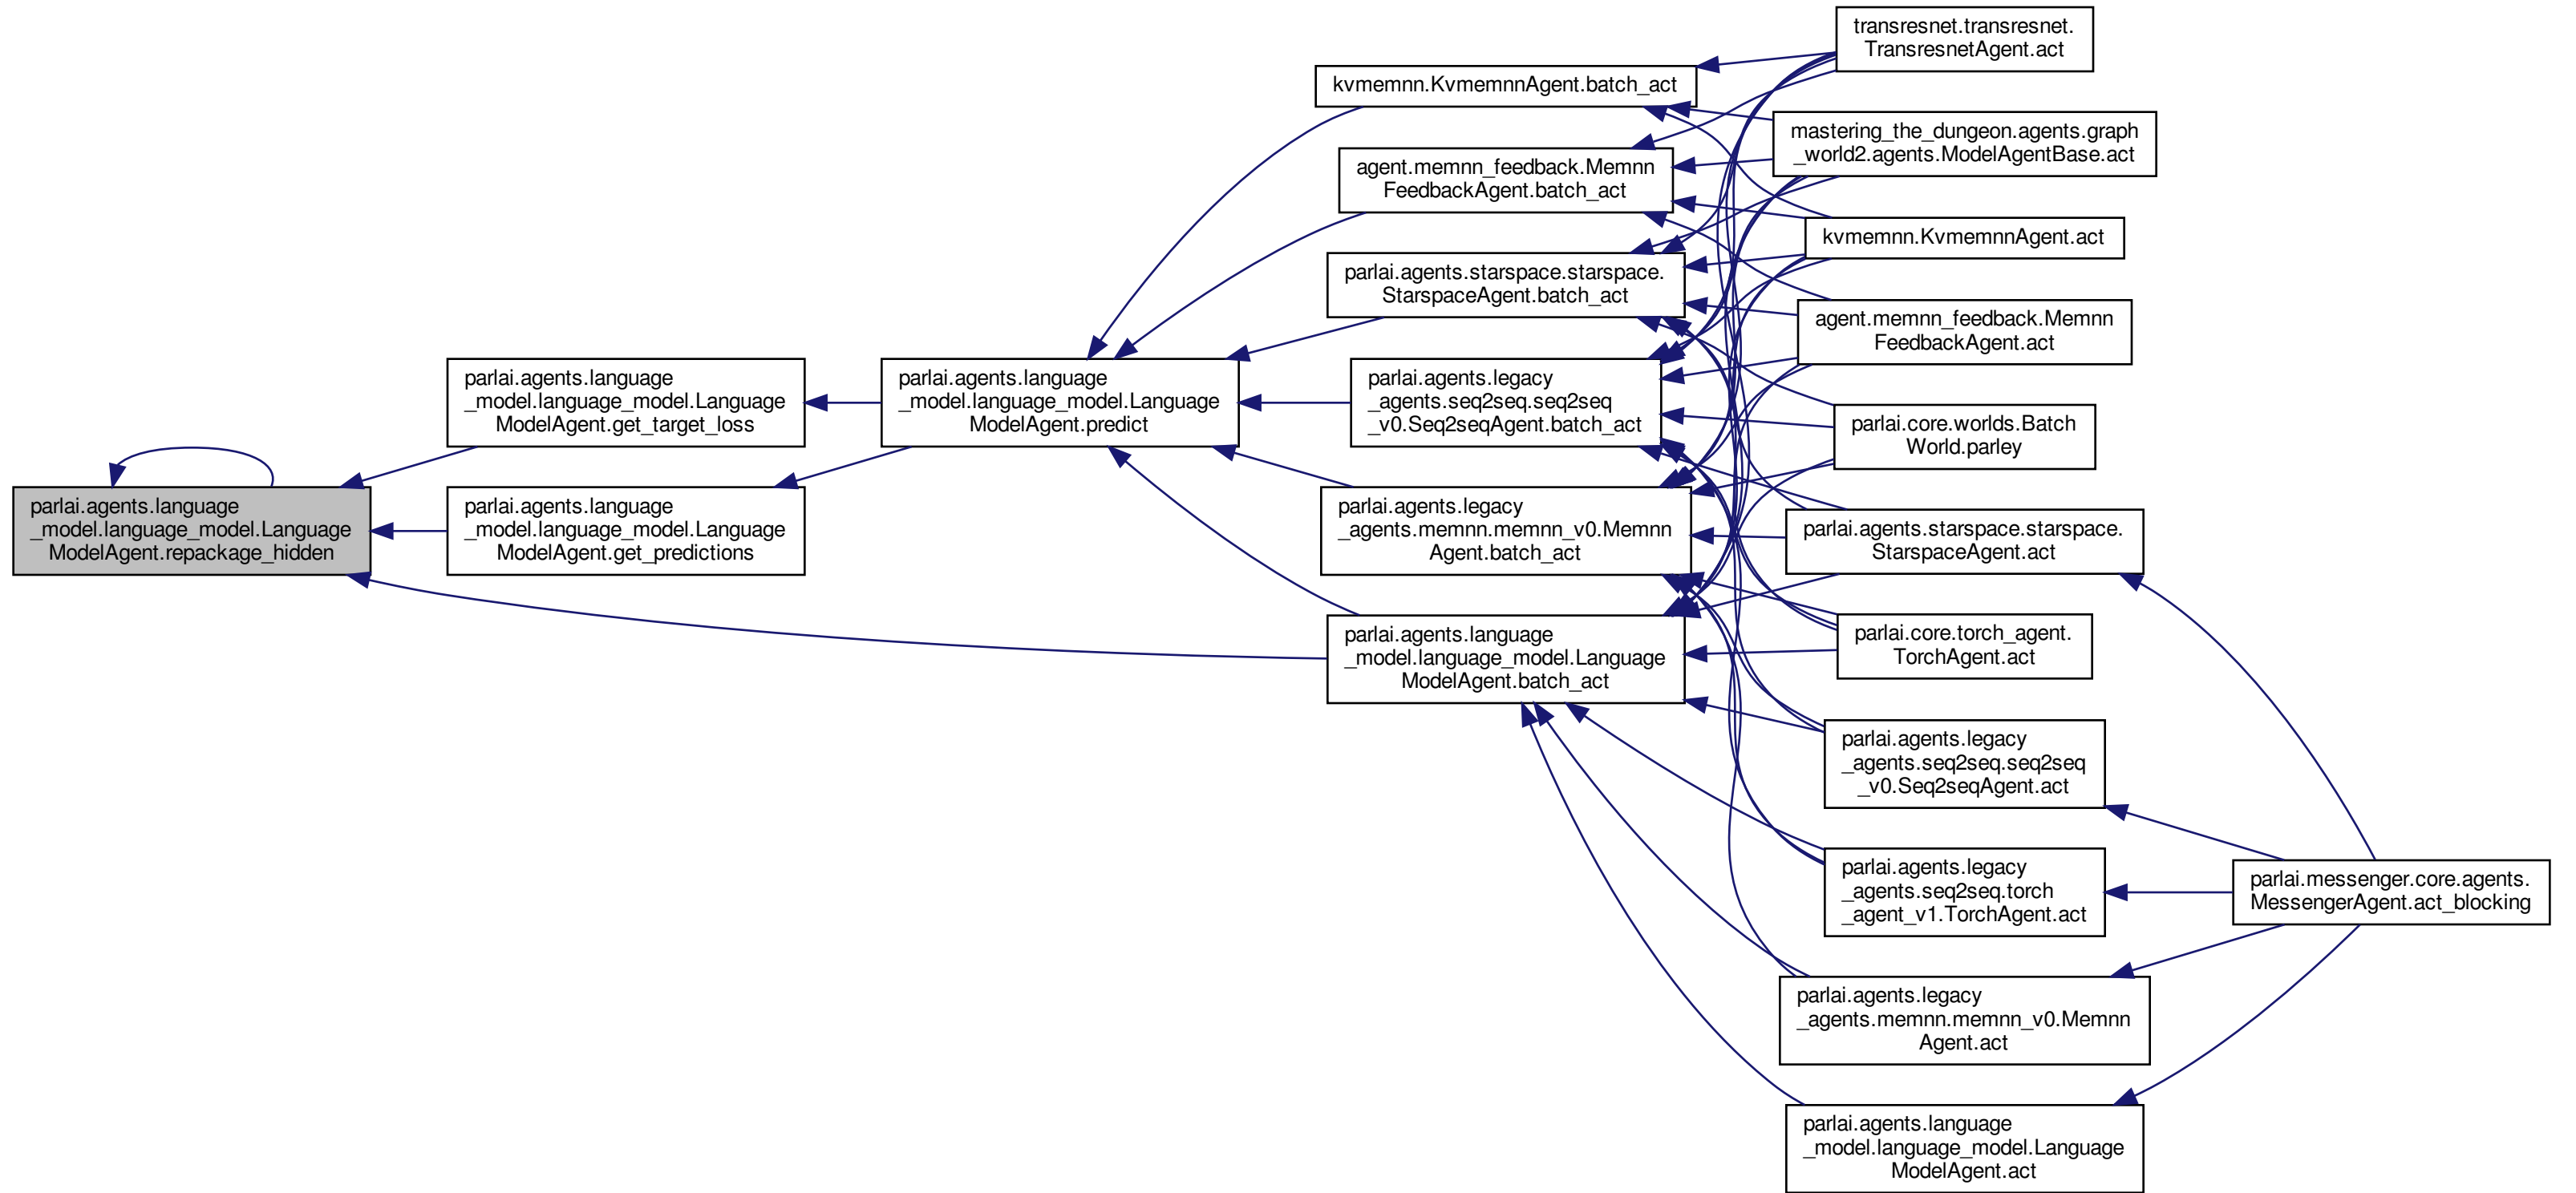 transresnet.transresnet.
TransresnetAgent.act
kvmemnn.KvmemnnAgent.batch_act
mastering_the_dungeon.agents.graph
_world2.agents.ModelAgentBase.act
agent.memnn_feedback.Memnn
FeedbackAgent.batch_act
kvmemnn.KvmemnnAgent.act
parlai.agents.starspace.starspace.
StarspaceAgent.batch_act
agent.memnn_feedback.Memnn
FeedbackAgent.act
parlai.agents.language
_model.language_model.Language
ModelAgent.get_target_loss
parlai.agents.language
_model.language_model.Language
ModelAgent.predict
parlai.agents.legacy
_agents.seq2seq.seq2seq
_v0.Seq2seqAgent.batch_act
parlai.core.worlds.Batch
World.parley
parlai.agents.language
_model.language_model.Language
ModelAgent.repackage_hidden
parlai.agents.language
_model.language_model.Language
ModelAgent.get_predictions
parlai.agents.legacy
_agents.memnn.memnn_v0.Memnn
Agent.batch_act
parlai.agents.starspace.starspace.
StarspaceAgent.act
parlai.agents.language
_model.language_model.Language
ModelAgent.batch_act
parlai.core.torch_agent.
TorchAgent.act
parlai.agents.legacy
_agents.seq2seq.seq2seq
_v0.Seq2seqAgent.act
parlai.agents.legacy
_agents.seq2seq.torch
_agent_v1.TorchAgent.act
parlai.messenger.core.agents.
MessengerAgent.act_blocking
parlai.agents.legacy
_agents.memnn.memnn_v0.Memnn
Agent.act
parlai.agents.language
_model.language_model.Language
ModelAgent.act